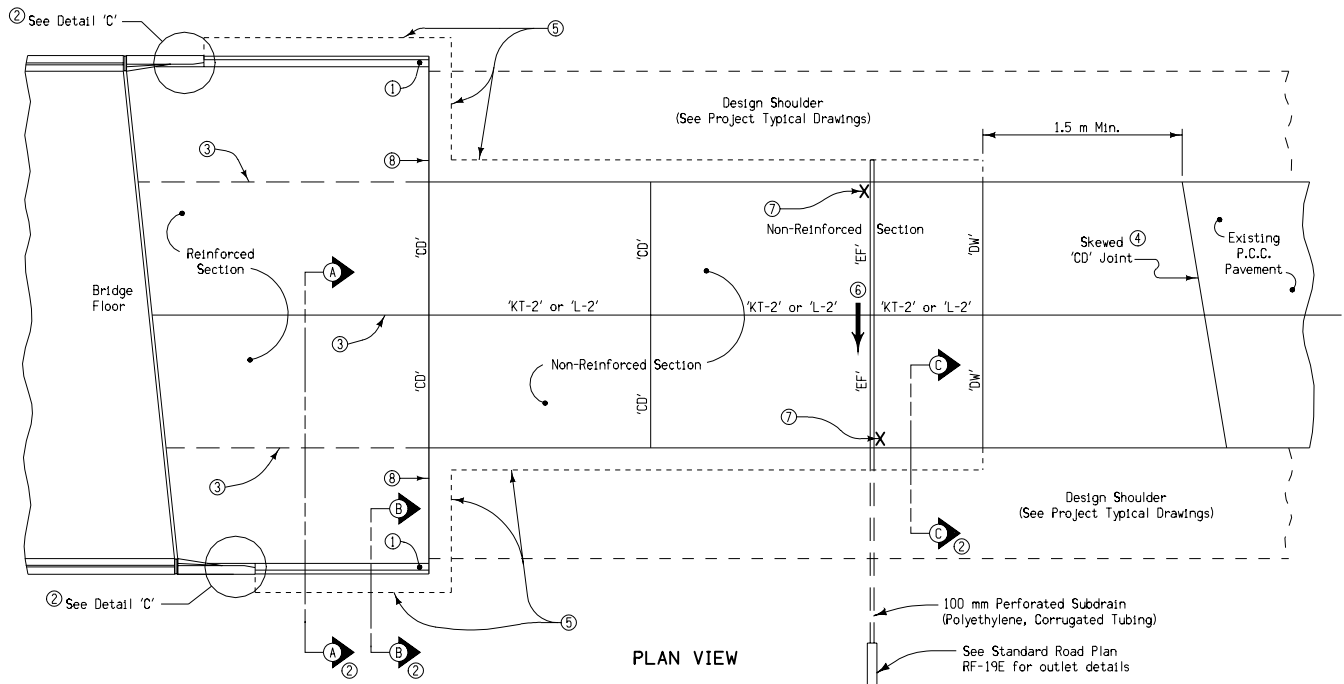 ② See Detail 'C'
⑤
①
Design Shoulder
(See Project Typical Drawings)
1.5 m Min.
③
⑧
⑦
Non-Reinforced Section
Reinforced
Section
'CD'
'CD'
'EF'
'DW'
Skewed ④
'CD' Joint
Existing
P.C.C.
Pavement
A
Bridge
Floor
⑥
'KT-2' or 'L-2'
'KT-2' or 'L-2'
'KT-2' or 'L-2'
③
Non-Reinforced Section
C
'CD'
'CD'
'EF'
'DW'
⑦
③
⑧
B
Design Shoulder
(See Project Typical Drawings)
C
②
①
② See Detail 'C'
⑤
100 mm Perforated Subdrain
(Polyethylene, Corrugated Tubing)
A
②
B
②
PLAN VIEW
See Standard Road Plan
RF-19E for outlet details